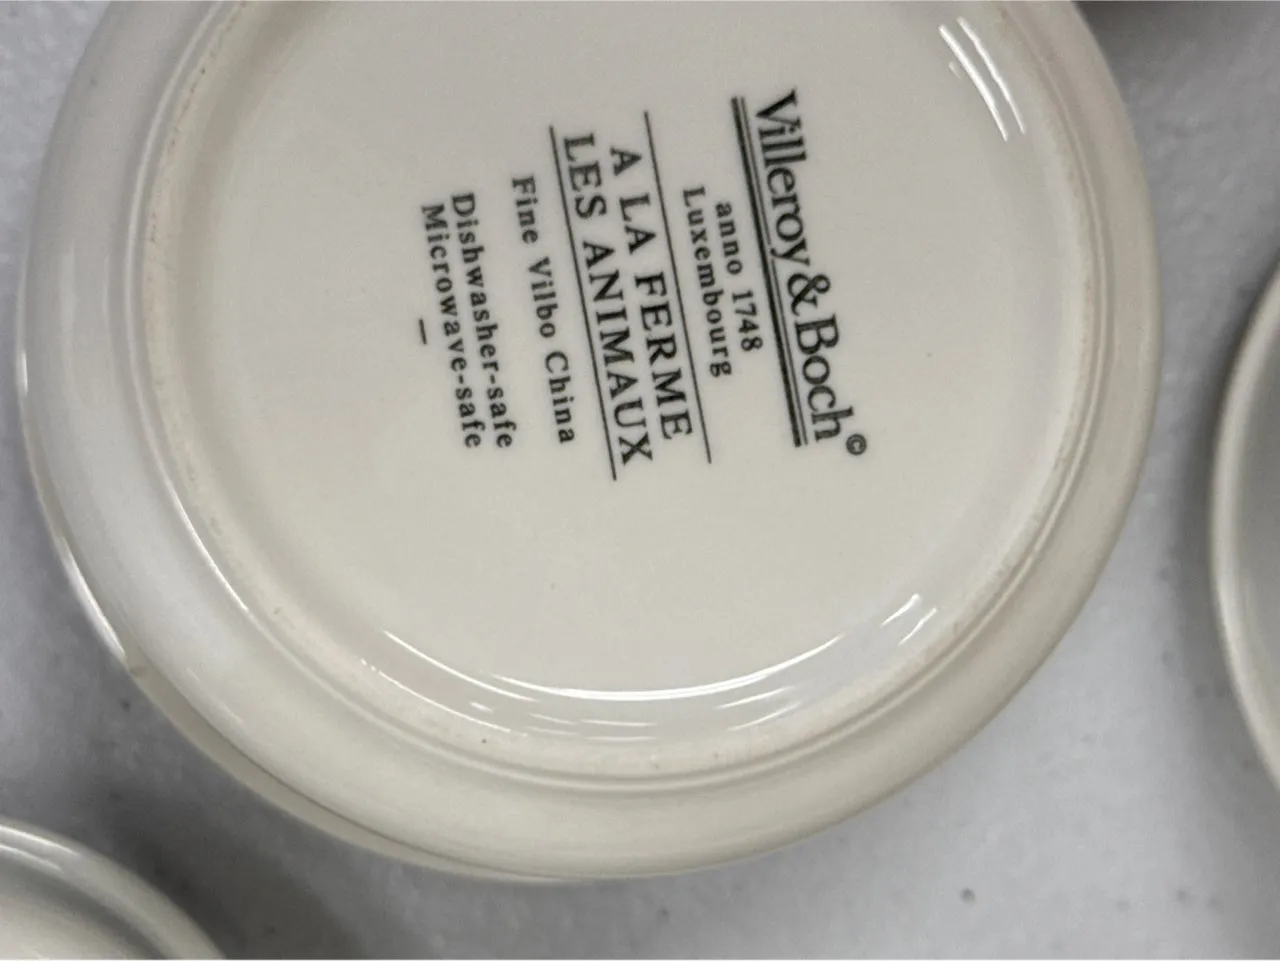 Villeroy & Boch©
anno 1748
Luxembourg
A LA FERME
LES ANIMAUX
Fine Vilbo China
Dishwasher-safe
Microwave-safe